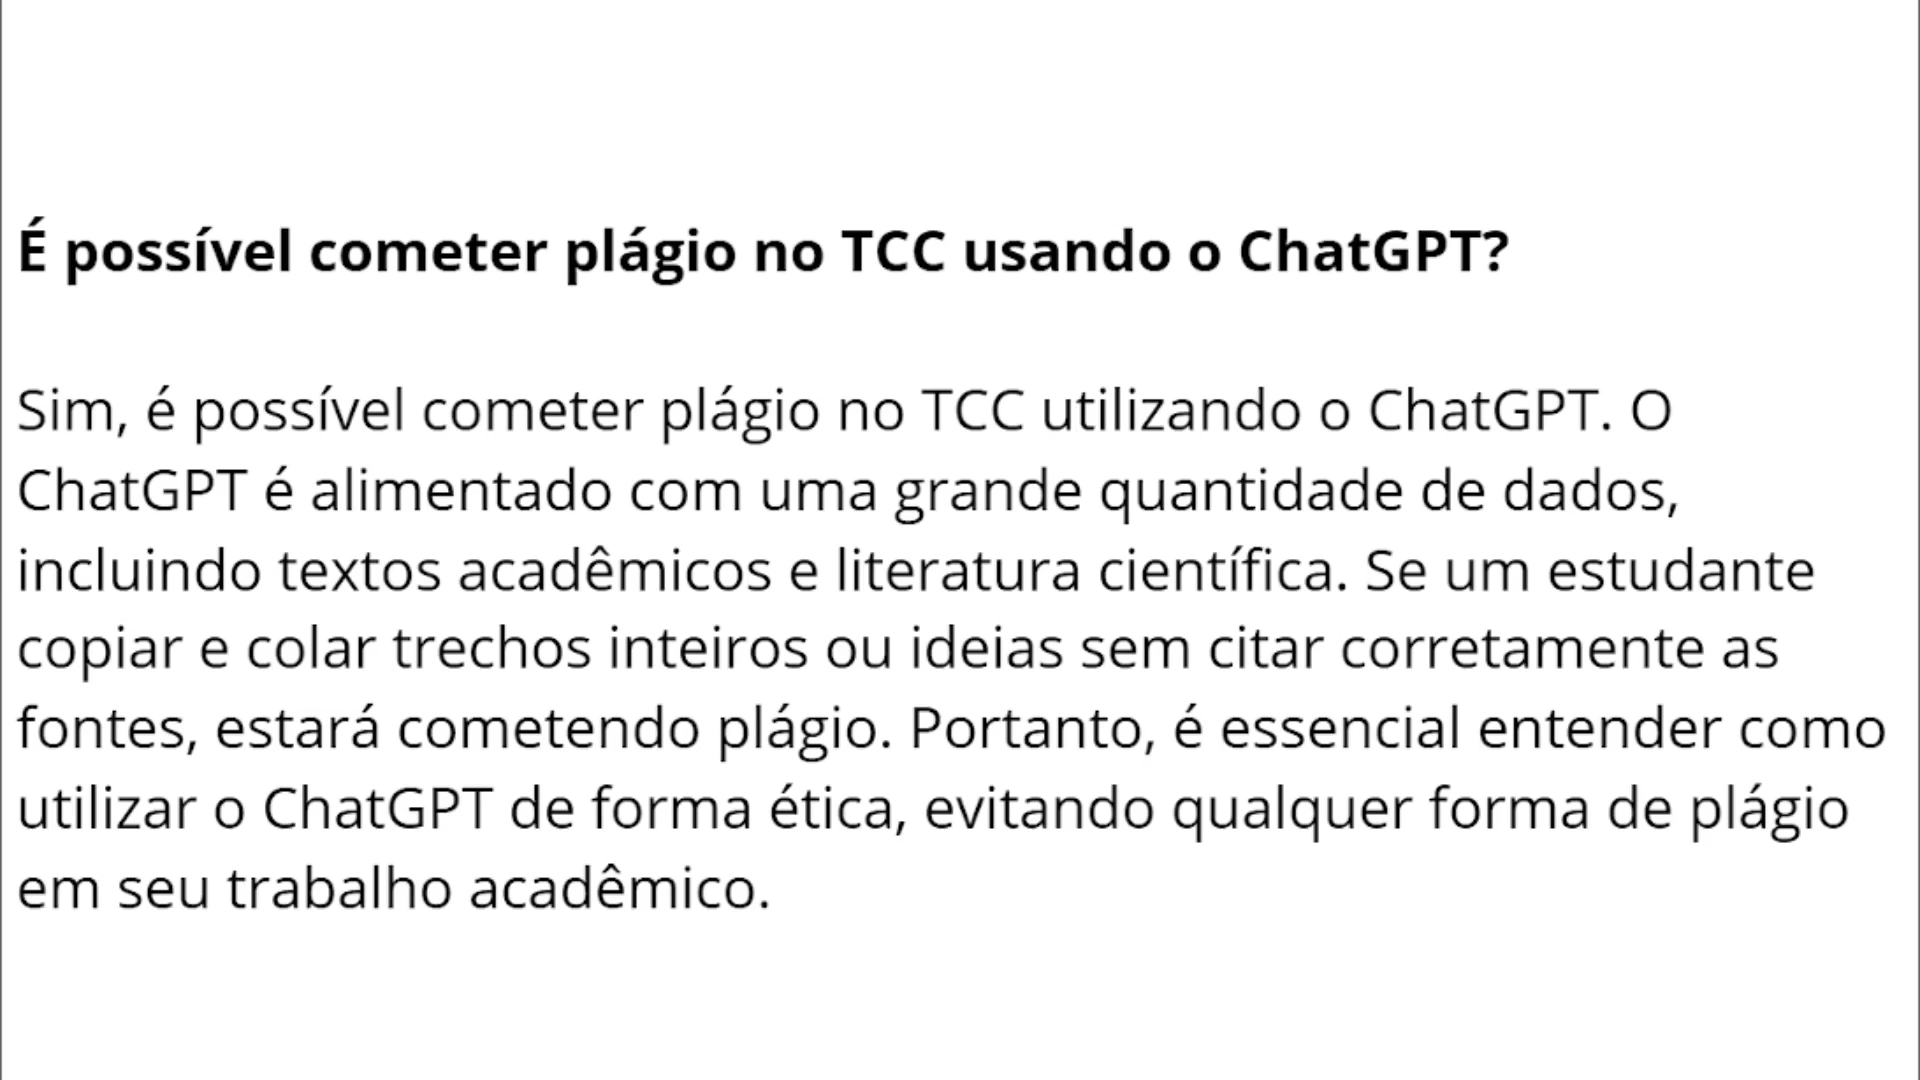 É possível cometer plágio no TCC usando o ChatGPT?
Sim, é possível cometer plágio no TCC utilizando o ChatGPT. O
ChatGPT é alimentado com uma grande quantidade de dados,
incluindo textos acadêmicos e literatura científica. Se um estudante
copiar e colar trechos inteiros ou ideias sem citar corretamente as
fontes, estará cometendo plágio. Portanto, é essencial entender como
utilizar o ChatGPT de forma ética, evitando qualquer forma de plágio
em seu trabalho acadêmico.